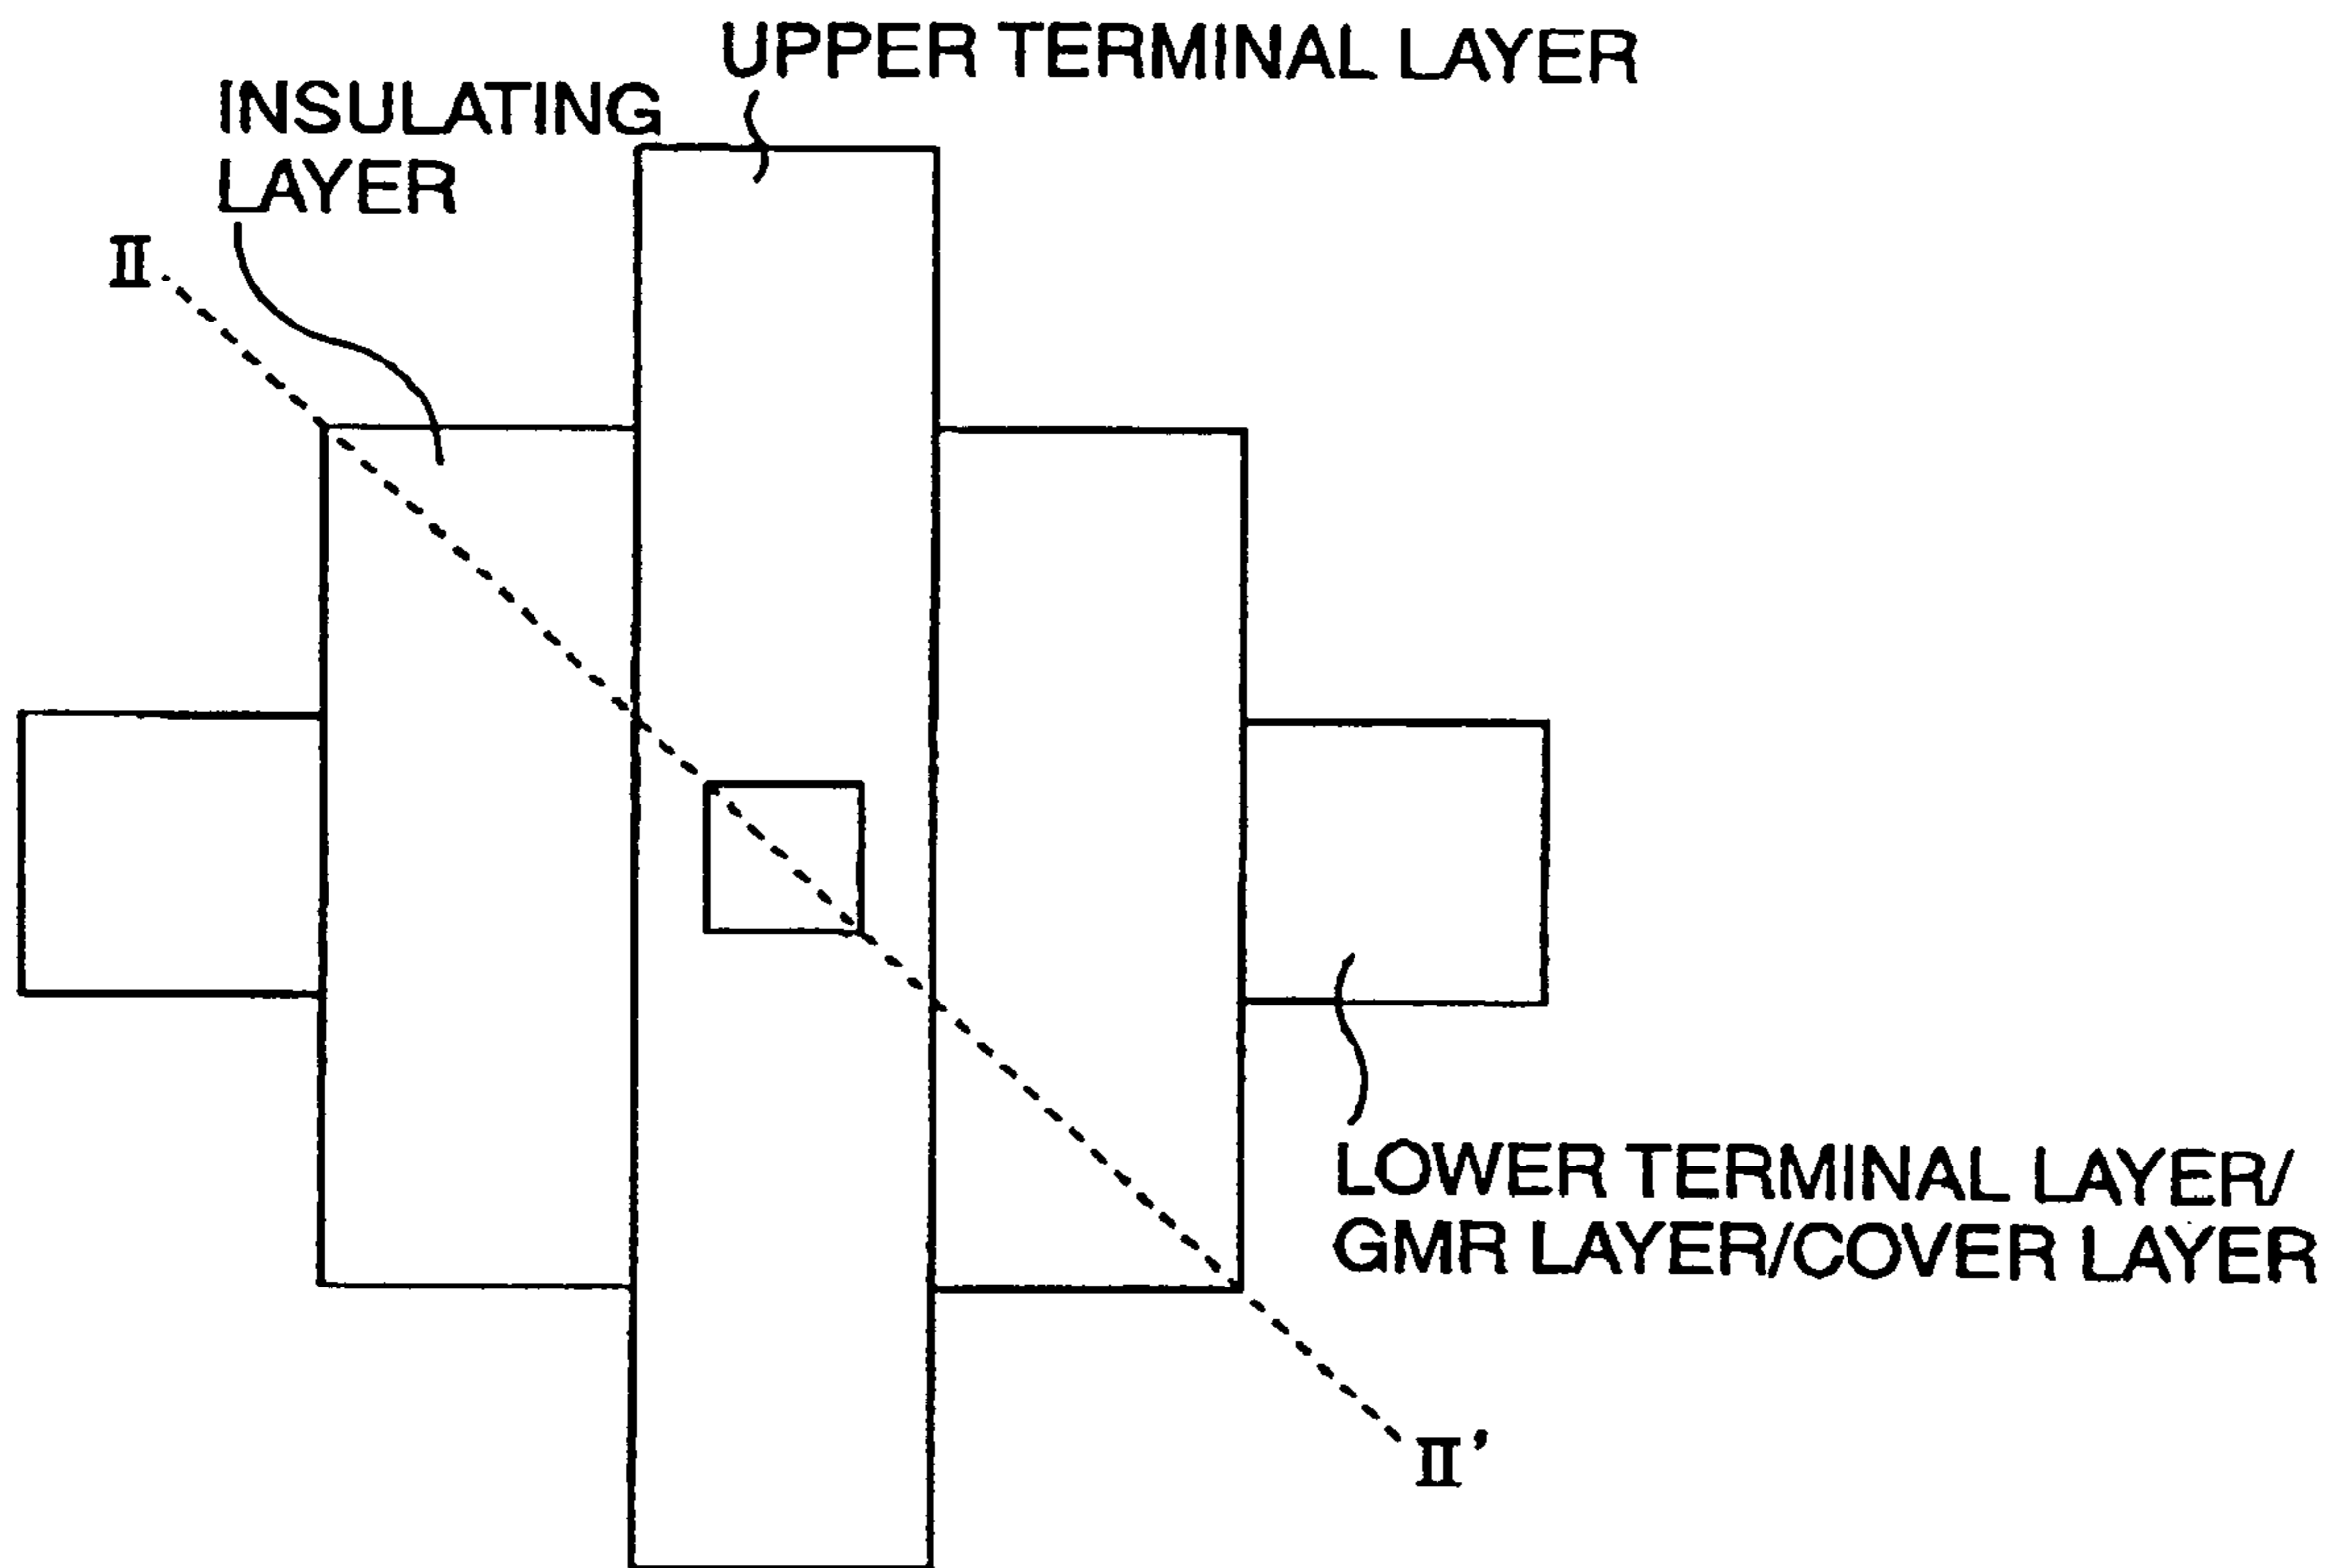 UPPER TERMINAL LAYER
INSULATING
LAYER
II
LOWER TERMINAL LAYER/
GMR LAYER/COVER LAYER
II'